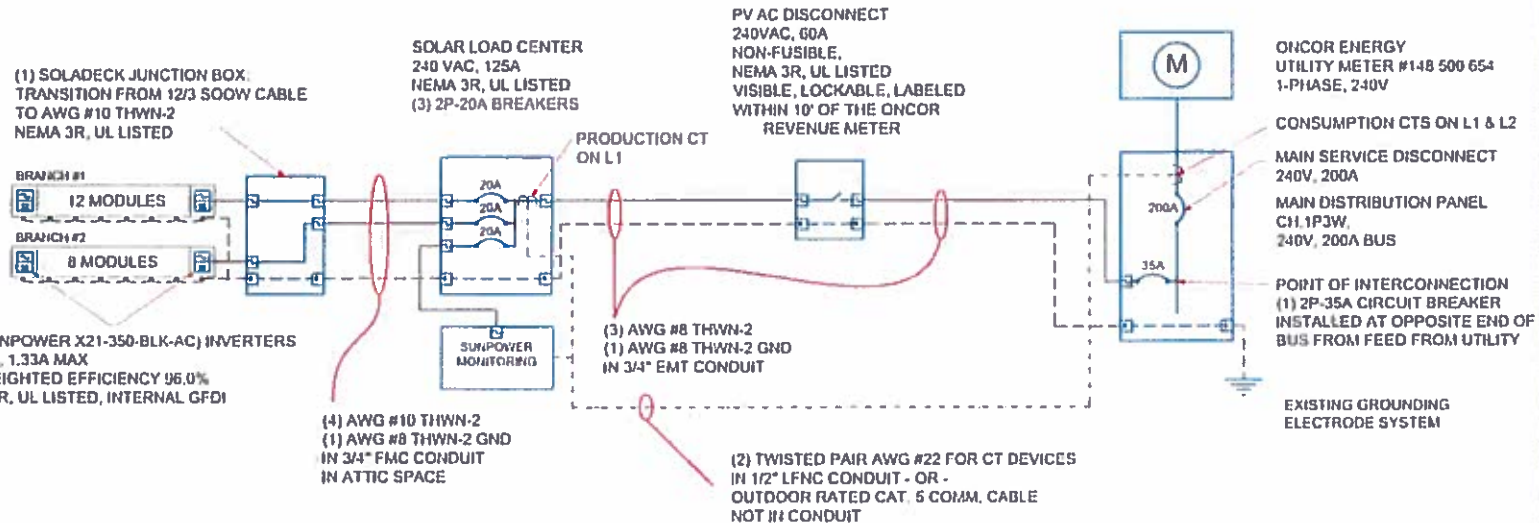 (1) SOLADECK JUNCTION BOX:
TRANSITION FROM 12/3 SOOW CABLE
TO AWG #10 THWN-2
NEMA 3R, UL LISTED
SOLAR LOAD CENTER
240 VAC, 125A
NEMA 3R, UL LISTED
(3) 2P-20A BREAKERS
PRODUCTION CT
ON L1
PV AC DISCONNECT
240VAC, 60A
NON-FUSIBLE,
NEMA 3R, UL LISTED
VISIBLE, LOCKABLE, LABELED
WITHIN 10' OF THE ONCOR
REVENUE METER
M
ONCOR ENERGY
UTILITY METER #148 500 654
1-PHASE, 240V
CONSUMPTION CTS ON L1 & L2
MAIN SERVICE DISCONNECT
240V, 200A
MAIN DISTRIBUTION PANEL
CH,1P3W,
240V, 200A BUS
POINT OF INTERCONNECTION
(1) 2P-35A CIRCUIT BREAKER
INSTALLED AT OPPOSITE END OF
BUS FROM FEED FROM UTILITY
BRANCH #1
12 MODULES
BRANCH #2
8 MODULES
20A
20A
20A
200A
35A
NPOWER X21-350-BLK-AC) INVERTERS
, 1.33A MAX
EIGHTED EFFICIENCY 96.0%
R, UL LISTED, INTERNAL GFDI
SUNPOWER
MONITORING
(3) AWG #8 THWN-2
(1) AWG #8 THWN-2 GND
IN 3/4" EMT CONDUIT
(4) AWG #10 THWN-2
(1) AWG #8 THWN-2 GND
IN 3/4" FMC CONDUIT
IN ATTIC SPACE
(2) TWISTED PAIR AWG #22 FOR CT DEVICES
IN 1/2" LFNC CONDUIT - OR -
OUTDOOR RATED CAT. 5 COMM. CABLE
NOT IN CONDUIT
EXISTING GROUNDING
ELECTRODE SYSTEM